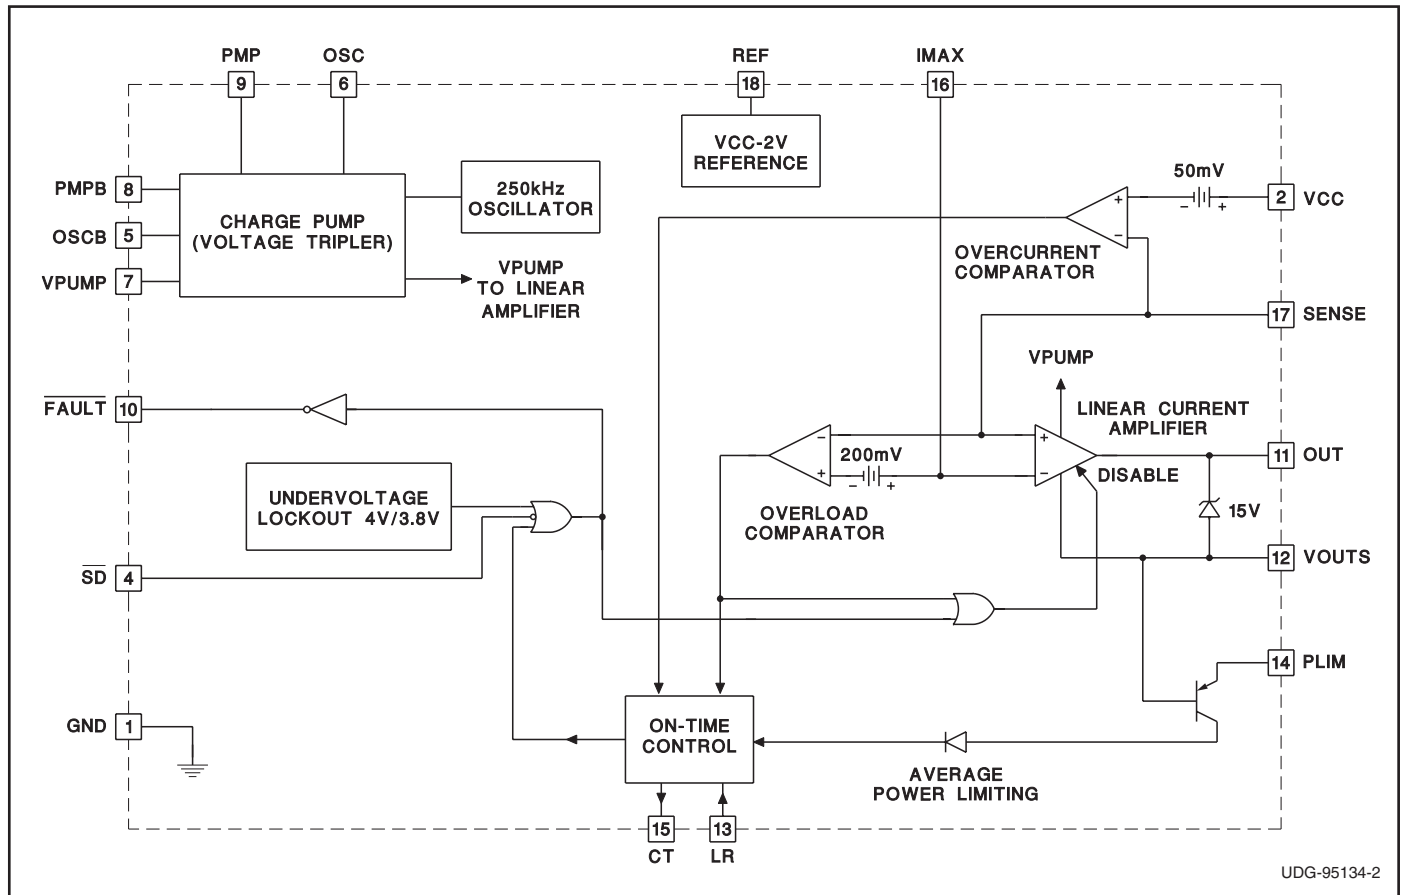 PMP
OSC
REF
IMAX
9
6
18
16
VCC-2V
REFERENCE
PMPB
8
OSCB
5
VPUMP
7
CHARGE PUMP
(VOLTAGE TRIPLER)
250kHz
OSCILLATOR
VPUMP
TO LINEAR
AMPLIFIER
50mV
- +
2
VCC
+
-
OVERCURRENT
COMPARATOR
17
SENSE
VPUMP
FAULT
10
LINEAR CURRENT
AMPLIFIER
-
+
200mV
- +
+
-
DISABLE
11
OUT
OVERLOAD
COMPARATOR
15V
UNDERVOLTAGE
LOCKOUT 4V/3.8V
12
VOUTS
SD
4
14
PLIM
GND
1
ON-TIME
CONTROL
AVERAGE
POWER LIMITING
15
13
CT
LR
UDG-95134-2